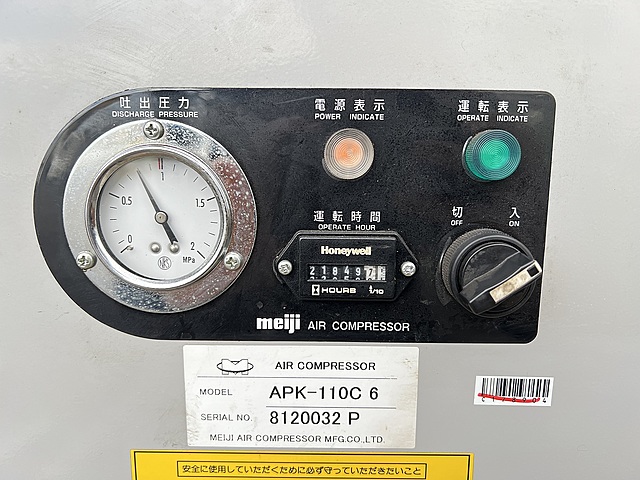 吐出圧力
DISCHARGE PRESSURE
電源表示
POWER INDICATE
運転表示
OPERATE INDICATE
0
0.5
1
1.5
2
MPa
運転時間
OPERATE HOUR
Honeywell
HOURS 1/10
切
OFF
入
ON
meiji AIR COMPRESSOR
AIR COMPRESSOR
MODEL APK-110C 6
SERIAL NO. 8120032 P
MEIJI AIR COMPRESSOR MFG.CO.,LTD.
安全に使用していただくために必ず守っていただきたいこと